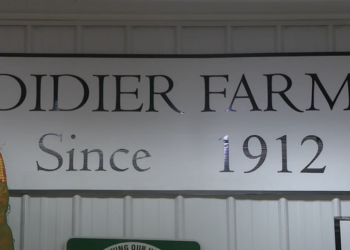 DIDIER FARM
Since 1912